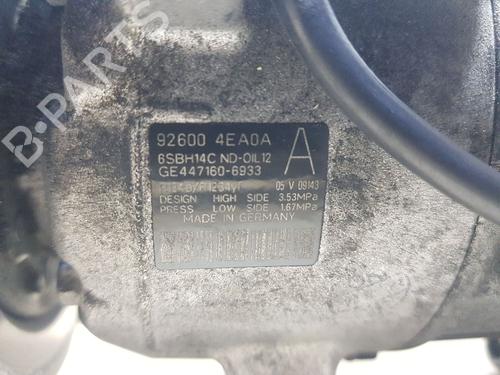 92600 4EA0A
A
6SBH14C ND-OIL12
GE447160-6933
05 V 09143
DESIGN HIGH SIDE 3.53MPa
PRESS LOW SIDE 1.67MPa
MADE IN GERMANY
B-PARTS